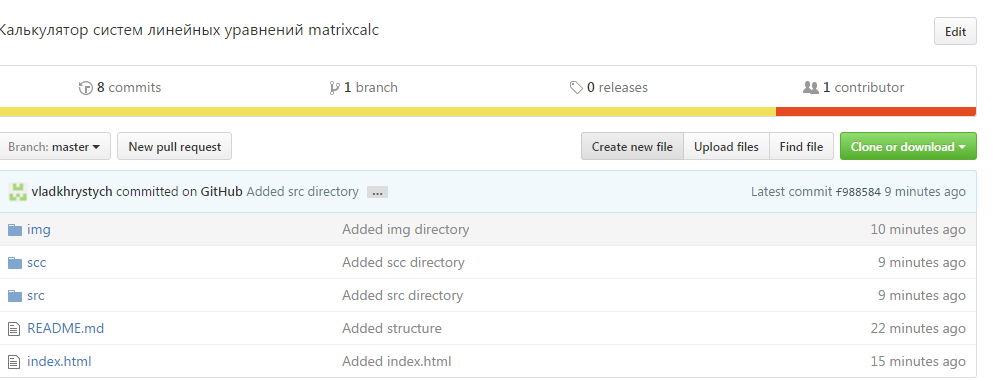 Калькулятор систем линейных уравнений matrixcalc Edit
8 commits 1 branch 0 releases 1 contributor
Branch: master New pull request Create new file Upload files Find file Clone or download
vladkhrystych committed on GitHub Added src directory ... Latest commit f988584 9 minutes ago
img Added img directory 10 minutes ago
scc Added scc directory 9 minutes ago
src Added src directory 9 minutes ago
README.md Added structure 22 minutes ago
index.html Added index.html 15 minutes ago